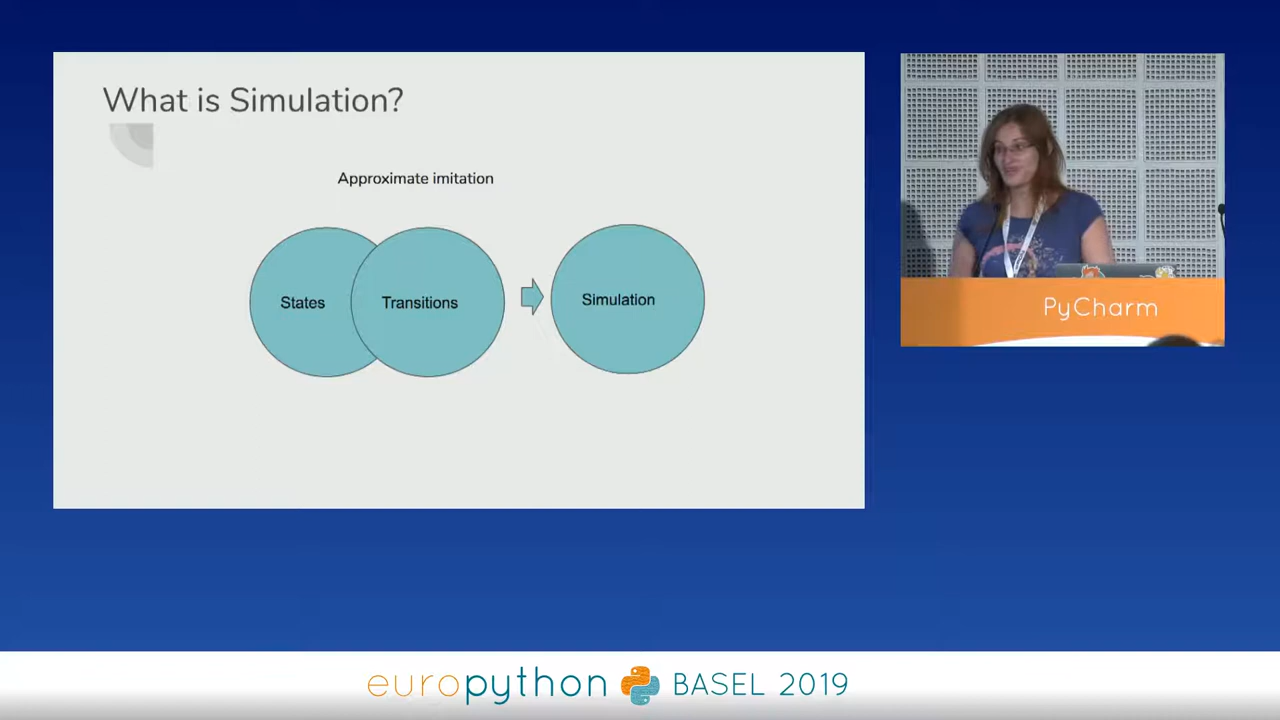 What is Simulation?
Approximate imitation
States
Transitions
Simulation
PyCharm
europython BASEL 2019